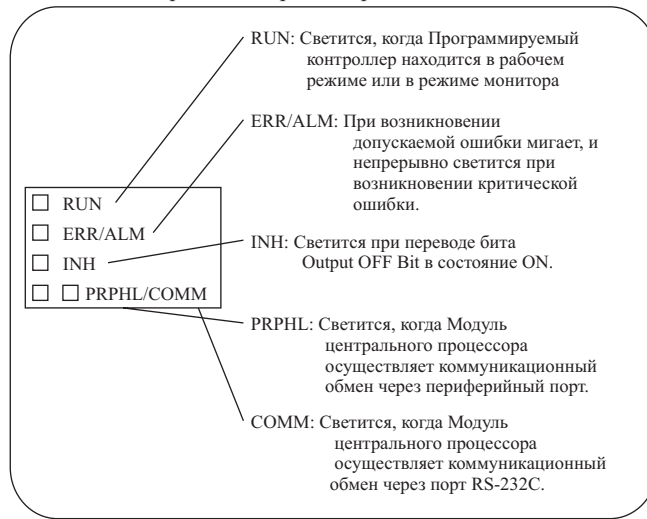 RUN: Светится, когда Программируемый
контроллер находится в рабочем
режиме или в режиме монитора
ERR/ALM: При возникновении
допускаемой ошибки мигает, и
непрерывно светится при
возникновении критической
ошибки.
RUN
ERR/ALM
INH
PRPHL/COMM
INH: Светится при переводе бита
Output OFF Bit в состояние ON.
PRPHL: Светится, когда Модуль
центрального процессора
осуществляет коммуникационный
обмен через периферийный порт.
COMM: Светится, когда Модуль
центрального процессора
осуществляет коммуникационный
обмен через порт RS-232C.